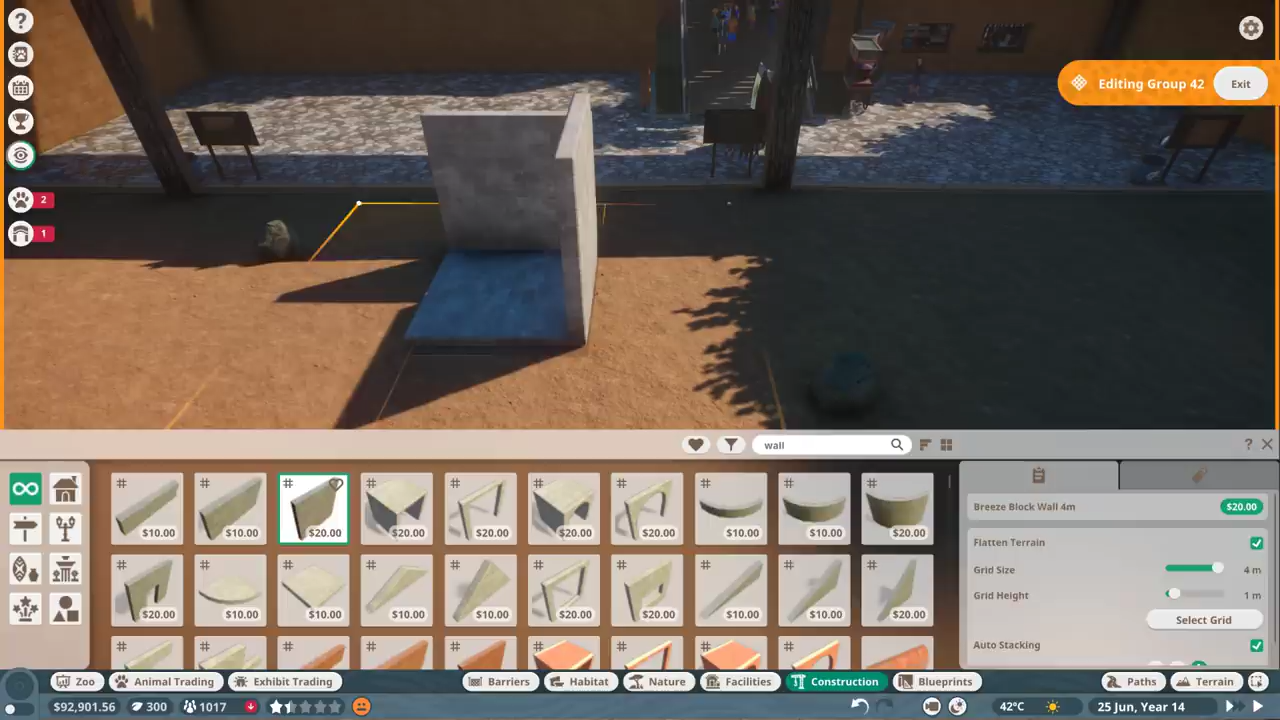 ?
Editing Group 42 Exit
2
1
wall
? ×
$10.00 $10.00 $20.00 $20.00 $20.00 $20.00 $20.00 $10.00 $10.00 $20.00
$20.00 $10.00 $10.00 $10.00 $10.00 $20.00 $20.00 $10.00 $10.00 $20.00
Breeze Block Wall 4m $20.00
Flatten Terrain
Grid Size 4 m
Grid Height 1 m
Select Grid
Auto Stacking
Zoo Animal Trading Exhibit Trading Barriers Habitat Nature Facilities Construction Blueprints Paths Terrain
$92,901.56 300 1017 42°C 25 Jun, Year 14